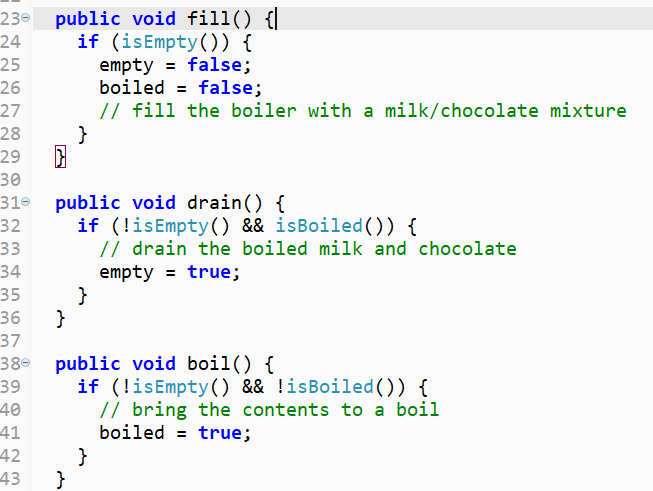 23 public void fill() {
24 if (isEmpty()) {
25 empty = false;
26 boiled = false;
27 // fill the boiler with a milk/chocolate mixture
28 }
29 }
30
31 public void drain() {
32 if (!isEmpty() && isBoiled()) {
33 // drain the boiled milk and chocolate
34 empty = true;
35 }
36 }
37
38 public void boil() {
39 if (!isEmpty() && !isBoiled()) {
40 // bring the contents to a boil
41 boiled = true;
42 }
43 }